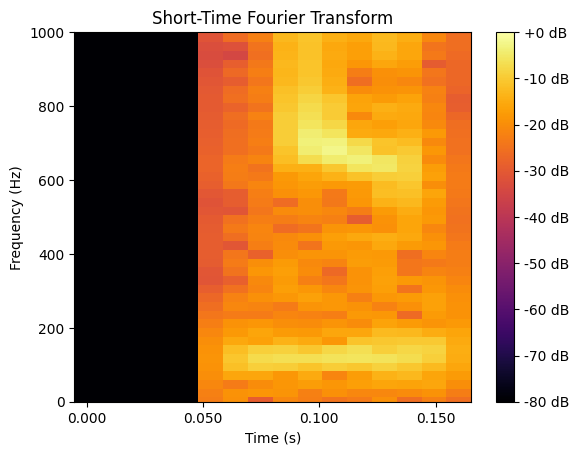 Short-Time Fourier Transform
1000
800
600
400
200
0
Frequency (Hz)
0.000
0.050
0.100
0.150
Time (s)
+0 dB
-10 dB
-20 dB
-30 dB
-40 dB
-50 dB
-60 dB
-70 dB
-80 dB